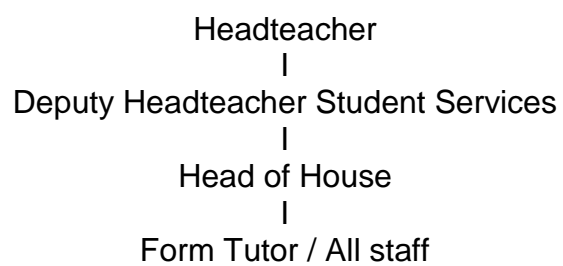 Headteacher
I
Deputy Headteacher Student Services
I
Head of House
I
Form Tutor / All staff